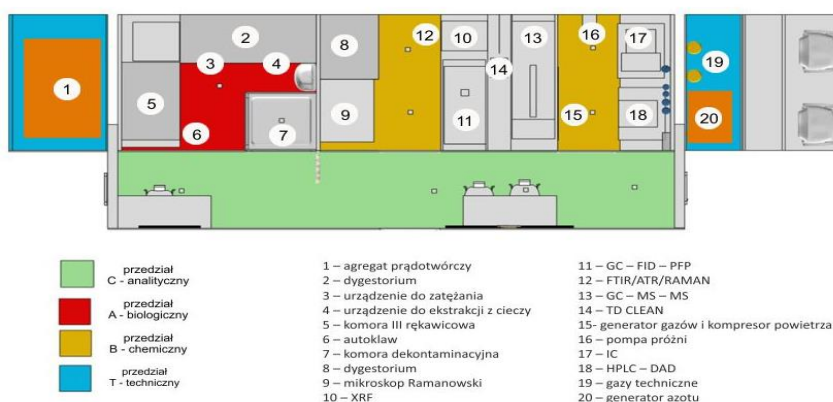 1
2
3
4
5
6
7
8
9
10
11
12
13
14
15
16
17
18
19
20
przedział
C - analityczny
przedział
A - biologiczny
przedział
B - chemiczny
przedział
T - techniczny
1 – agregat prądotwórczy
2 – dygestorium
3 – urządzenie do zatężania
4 – urządzenie do ekstrakcji z cieczy
5 – komora III rękawicowa
6 – autoklaw
7 – komora dekontaminacyjna
8 – dygestorium
9 – mikroskop Ramanowski
10 – XRF
11 – GC – FID – PFP
12 – FTIR/ATR/RAMAN
13 – GC – MS – MS
14 – TD CLEAN
15- generator gazów i kompresor powietrza
16 – pompa próżni
17 – IC
18 – HPLC – DAD
19 – gazy techniczne
20 – generator azotu